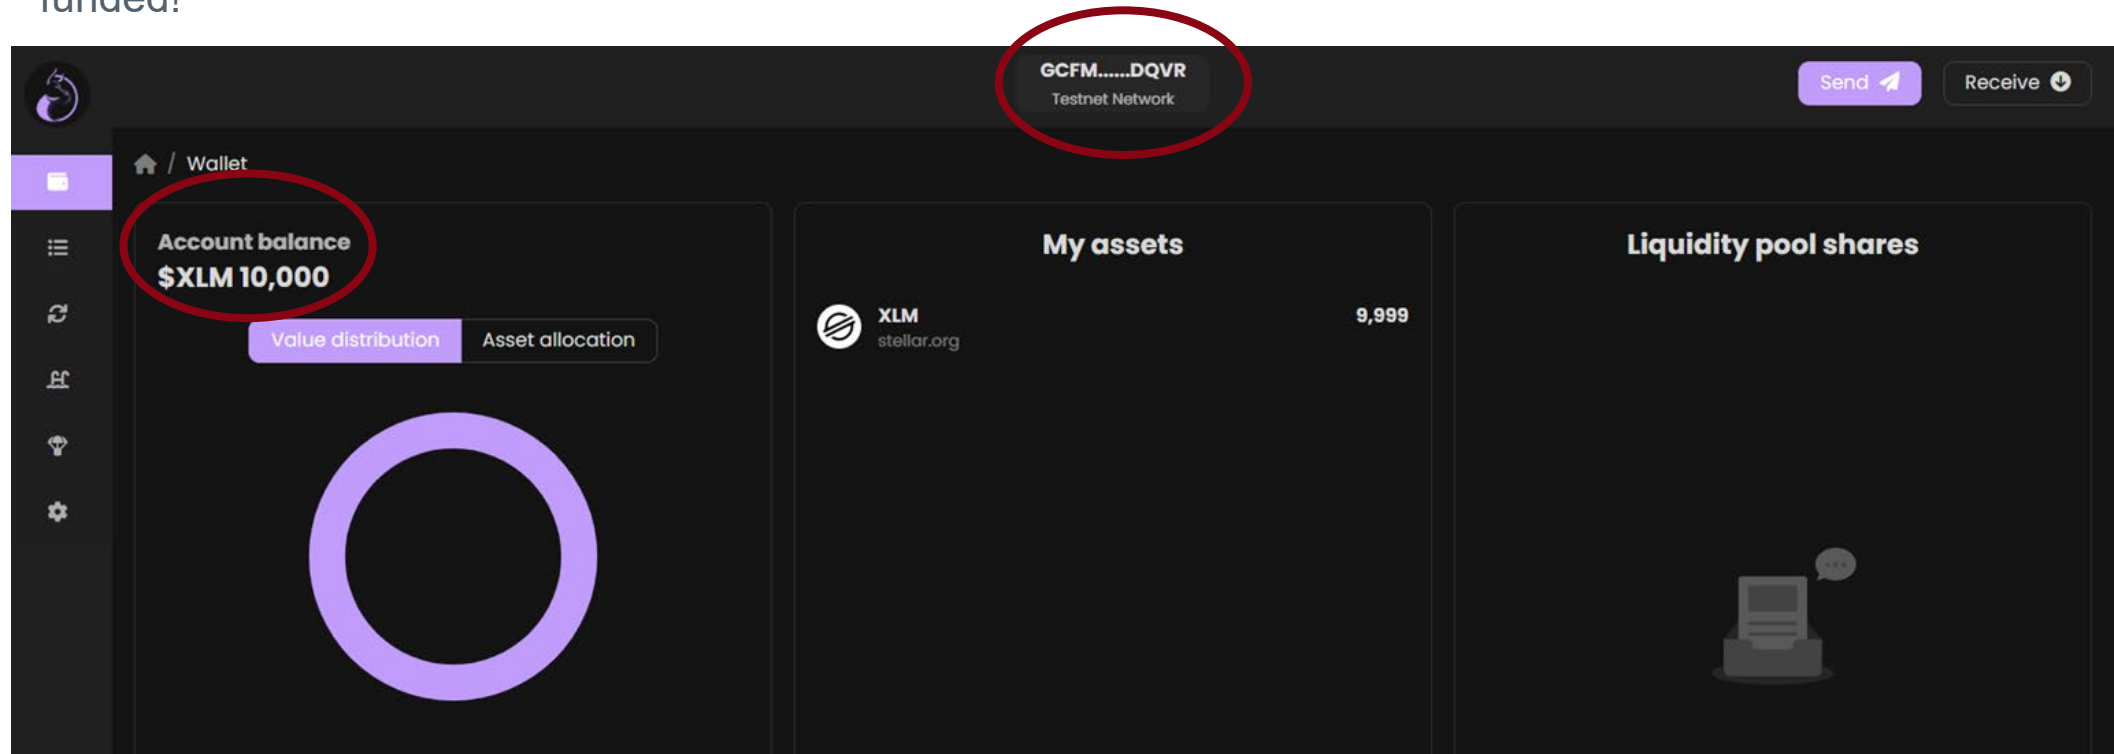 funded!
GCFM......DQVR
Testnet Network
Send
Receive
/ Wallet
Account balance
$XLM 10,000
Value distribution
Asset allocation
My assets
XLM
9,999
stellar.org
Liquidity pool shares